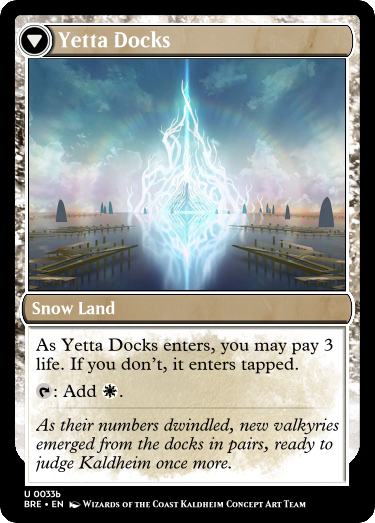 Yetta Docks
Snow Land
As Yetta Docks enters, you may pay 3
life. If you don't, it enters tapped.
: Add .
As their numbers dwindled, new valkyries
emerged from the docks in pairs, ready to
judge Kaldheim once more.
U 0033b
BRE • EN Wizards of the Coast Kaldheim Concept Art Team